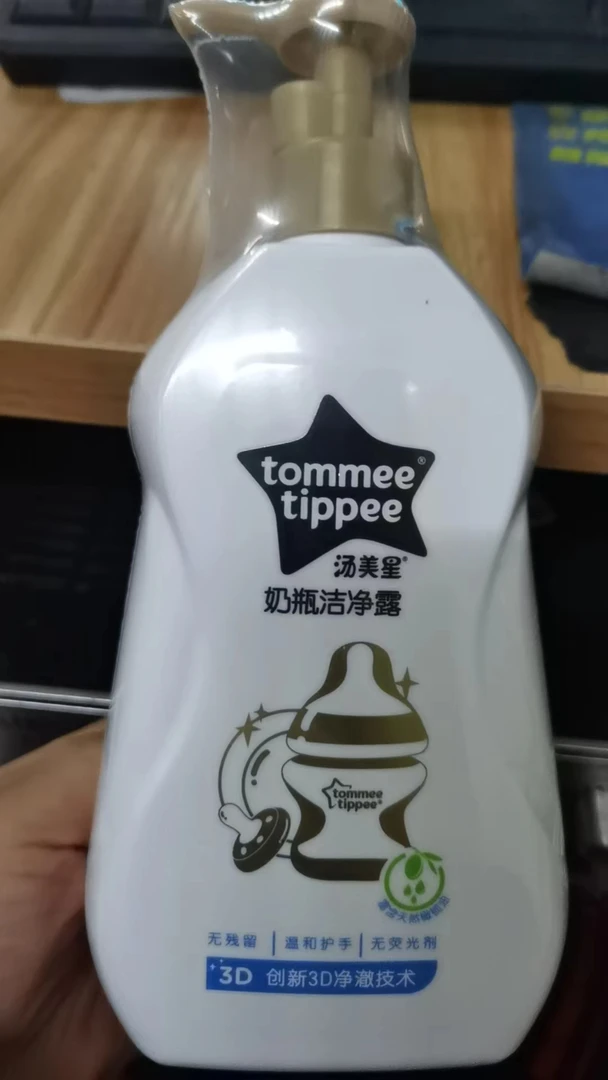 tommee
tippee
汤美星
奶瓶洁净露
tommee
tippee
无残留 温和护手 无荧光剂
3D 创新3D净澈技术